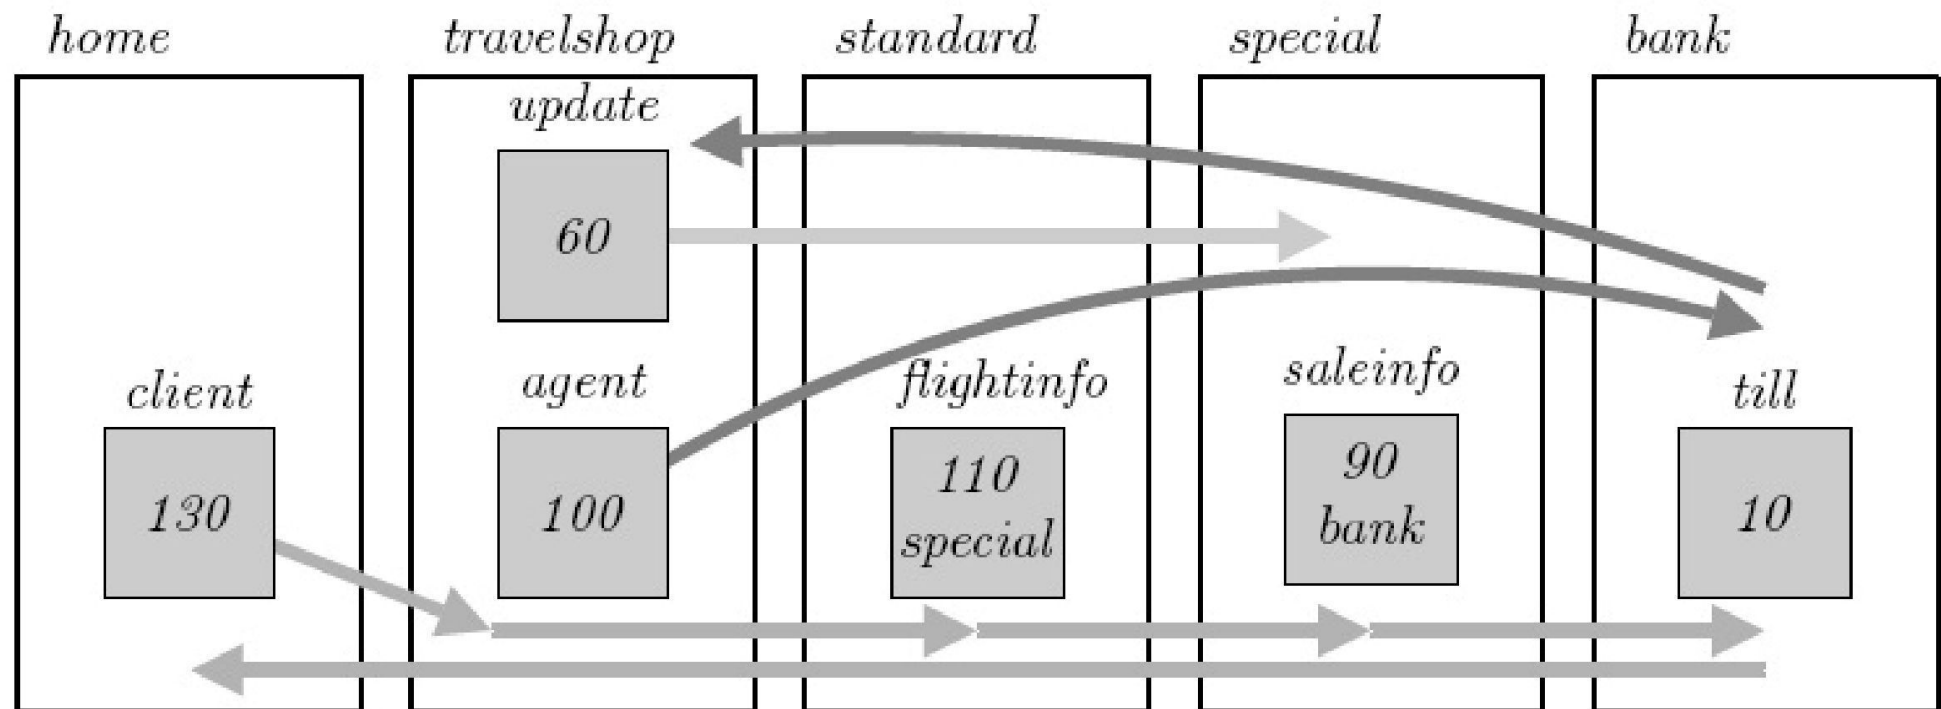 home
travelshop
standard
special
bank
update
60
client
agent
flightinfo
saleinfo
till
130
100
110
special
90
bank
10